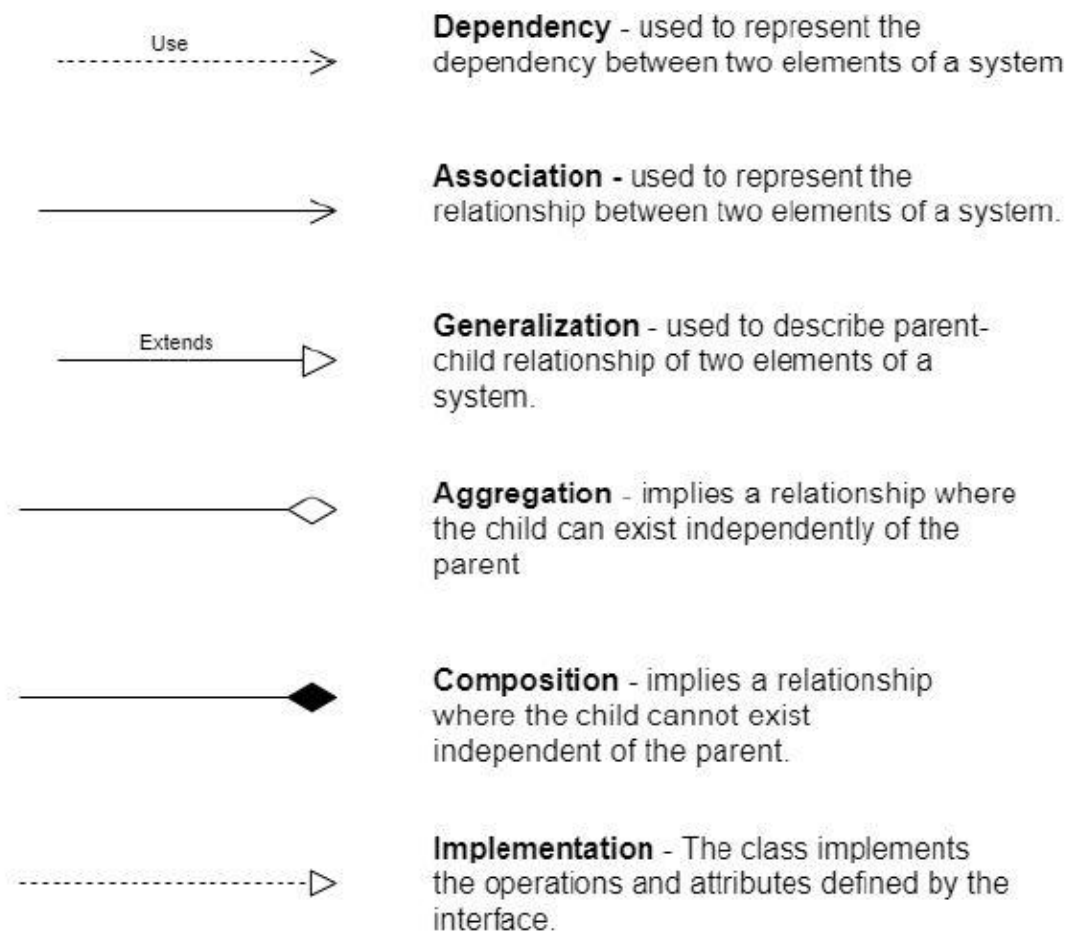 Use
Dependency - used to represent the
dependency between two elements of a system
Association - used to represent the
relationship between two elements of a system.
Extends
Generalization - used to describe parent-
child relationship of two elements of a
system.
Aggregation - implies a relationship where
the child can exist independently of the
parent
Composition - implies a relationship
where the child cannot exist
independent of the parent.
Implementation - The class implements
the operations and attributes defined by the
interface.